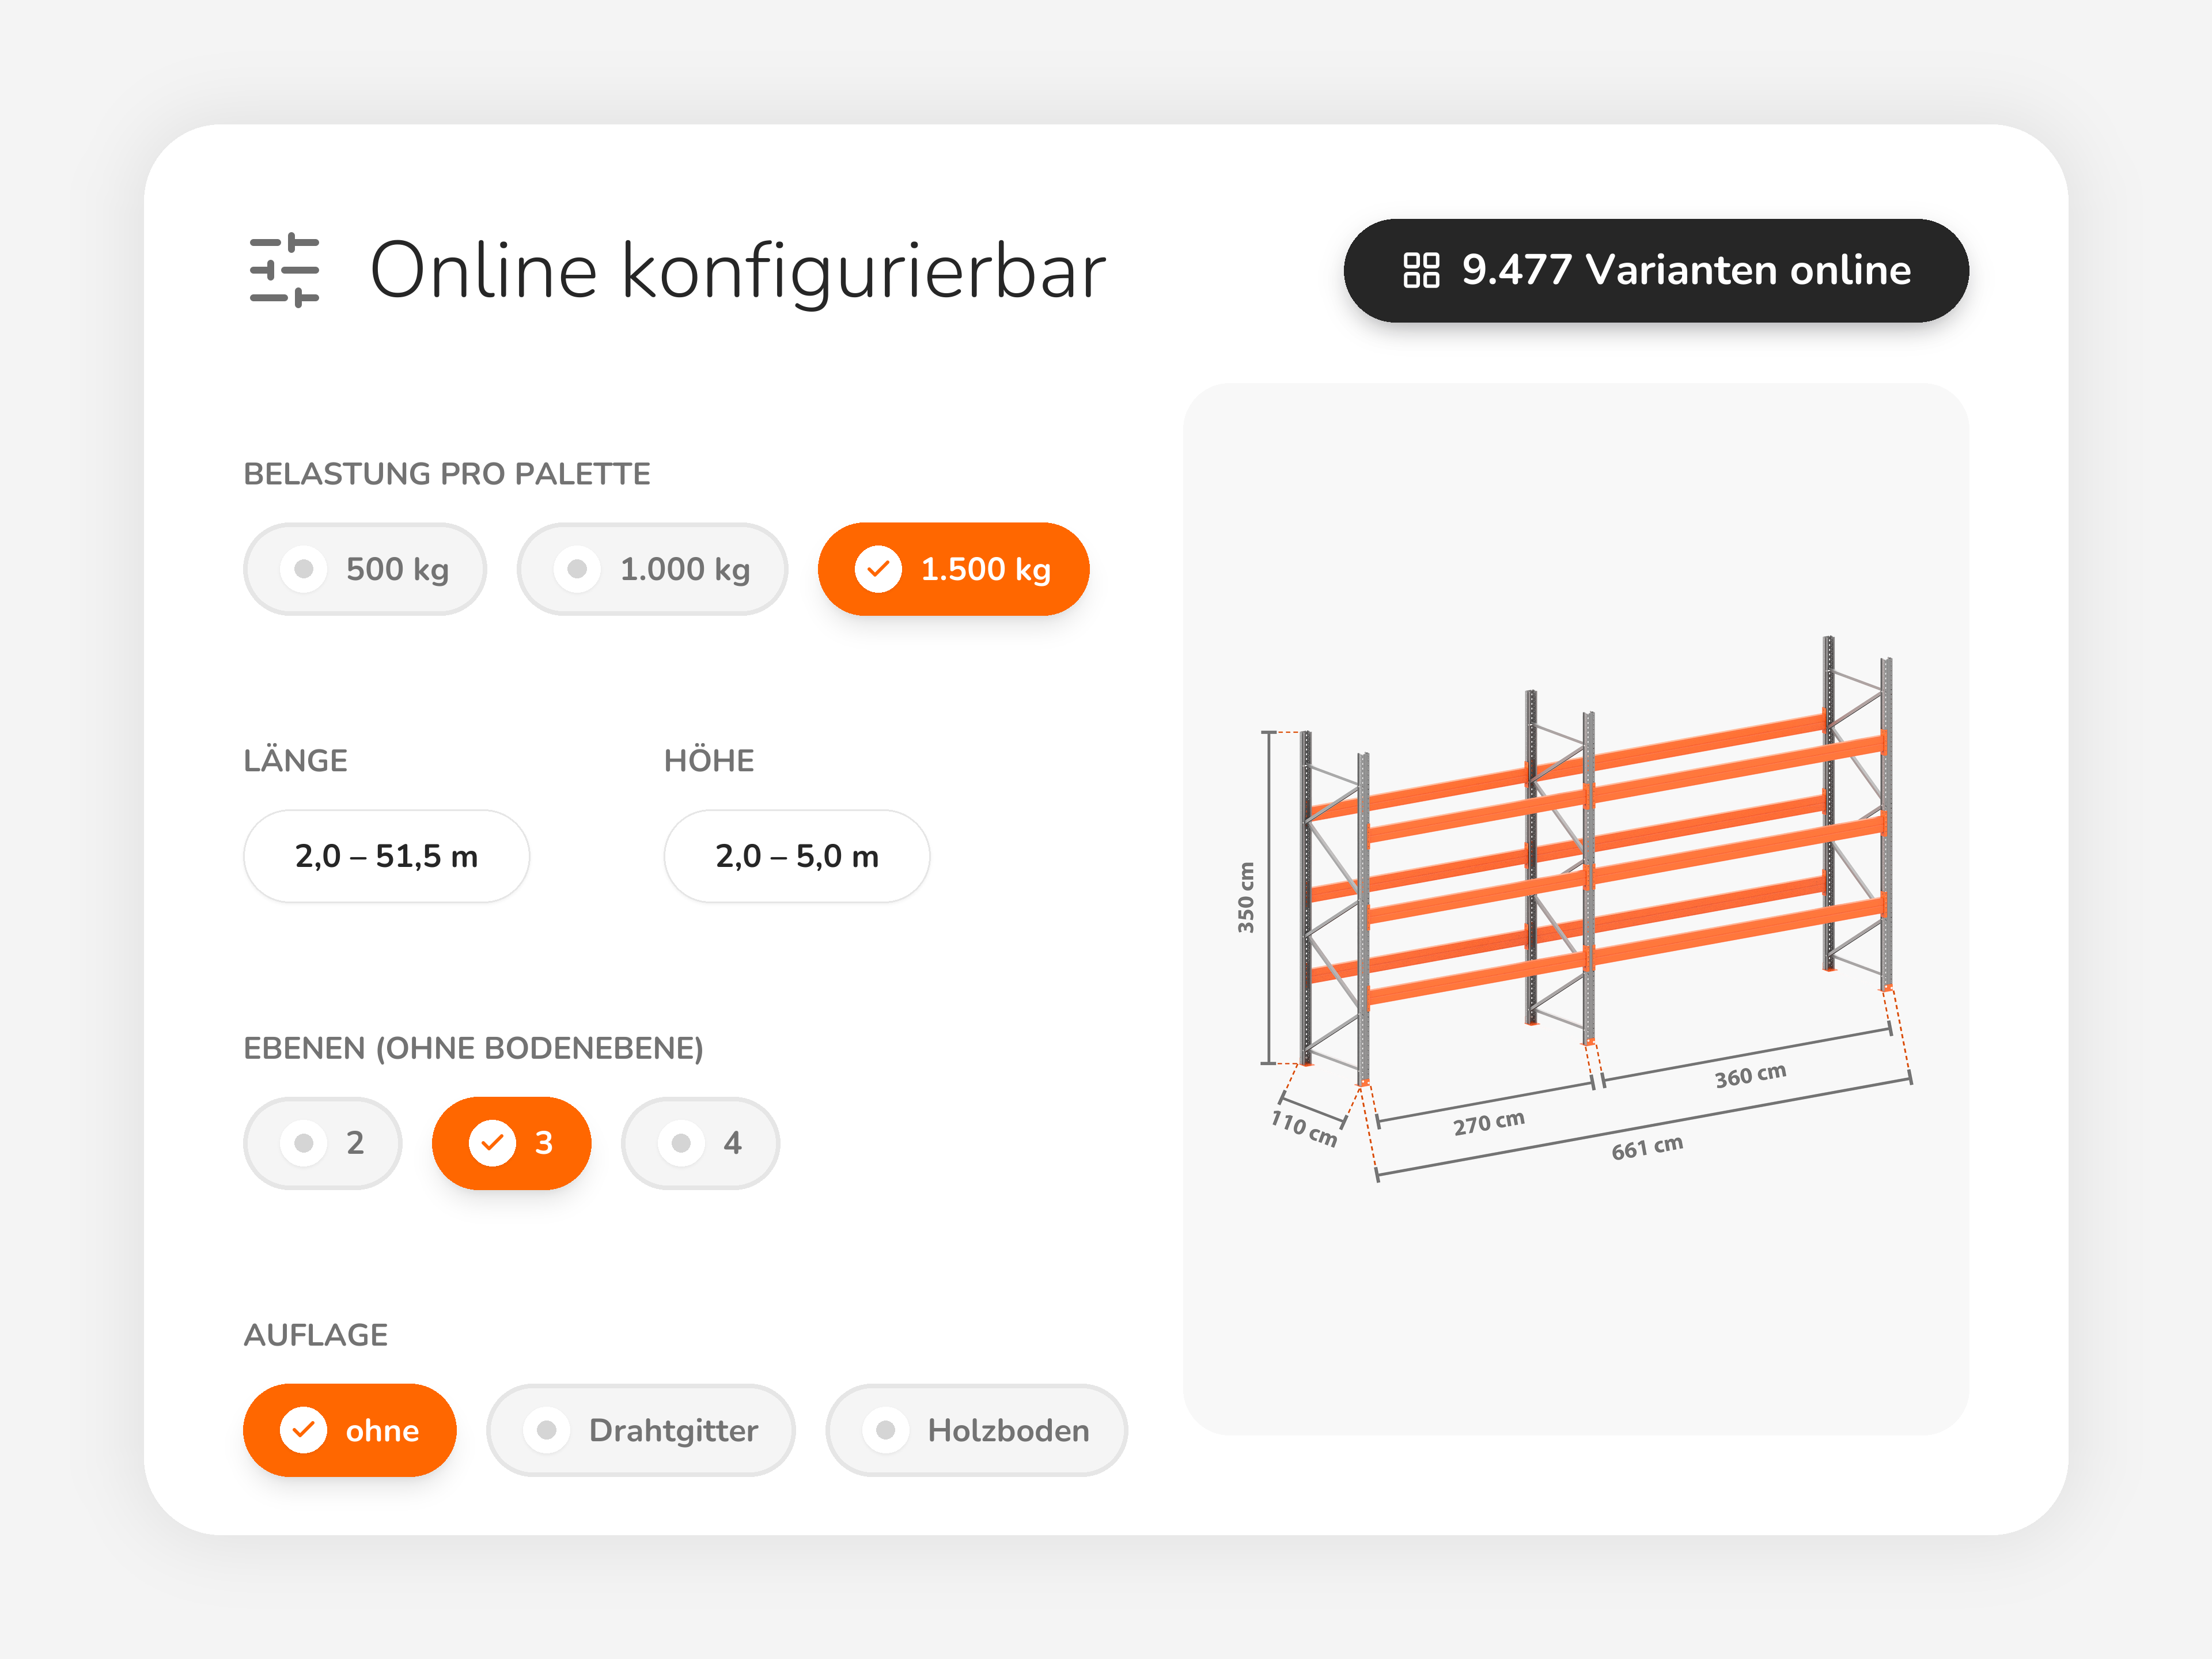 Online konfigurierbar
9.477 Varianten online
BELASTUNG PRO PALETTE
500 kg
1.000 kg
1.500 kg
LÄNGE
HÖHE
2,0 – 51,5 m
2,0 – 5,0 m
EBENEN (OHNE BODENEBENE)
2
3
4
AUFLAGE
ohne
Drahtgitter
Holzboden
350 cm
110 cm
270 cm
360 cm
661 cm